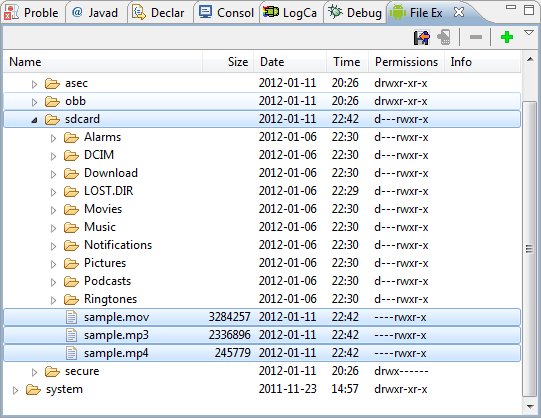 Proble Javad Declar Consol LogCa Debug File Ex
Name Size Date Time Permissions Info
asec 2012-01-11 20:26 drwxr-xr-x
obb 2012-01-11 20:26 drwxr-xr-x
sdcard 2012-01-11 22:42 d---rwxr-x
Alarms 2012-01-06 22:30 d---rwxr-x
DCIM 2012-01-06 22:30 d---rwxr-x
Download 2012-01-06 22:30 d---rwxr-x
LOST.DIR 2012-01-06 22:29 d---rwxr-x
Movies 2012-01-06 22:30 d---rwxr-x
Music 2012-01-06 22:30 d---rwxr-x
Notifications 2012-01-06 22:30 d---rwxr-x
Pictures 2012-01-06 22:30 d---rwxr-x
Podcasts 2012-01-06 22:30 d---rwxr-x
Ringtones 2012-01-06 22:30 d---rwxr-x
sample.mov 3284257 2012-01-11 22:42 ----rwxr-x
sample.mp3 2336896 2012-01-11 22:42 ----rwxr-x
sample.mp4 245779 2012-01-11 22:42 ----rwxr-x
secure 2012-01-11 20:26 drwx------
system 2011-11-23 14:57 drwxr-xr-x